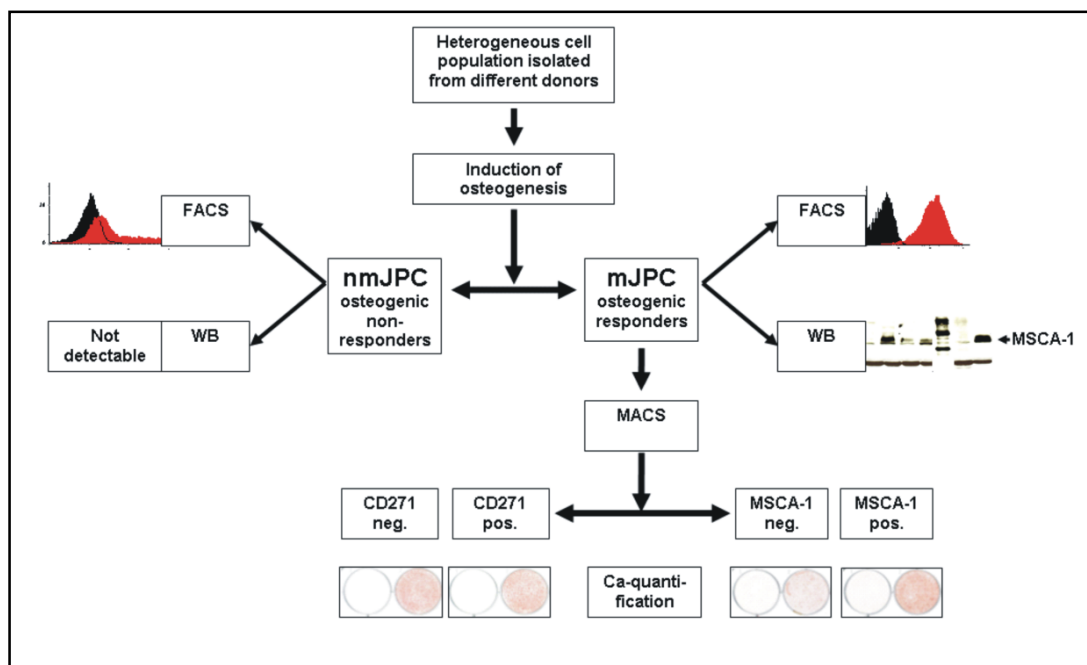 Heterogeneous cell
population isolated
from different donors
Induction of
osteogenesis
FACS
FACS
nmJPC
osteogenic
non-
responders
mJPC
osteogenic
responders
Not
detectable
WB
WB
MSCA-1
MACS
CD271
neg.
CD271
pos.
MSCA-1
neg.
MSCA-1
pos.
Ca-quanti-
fication